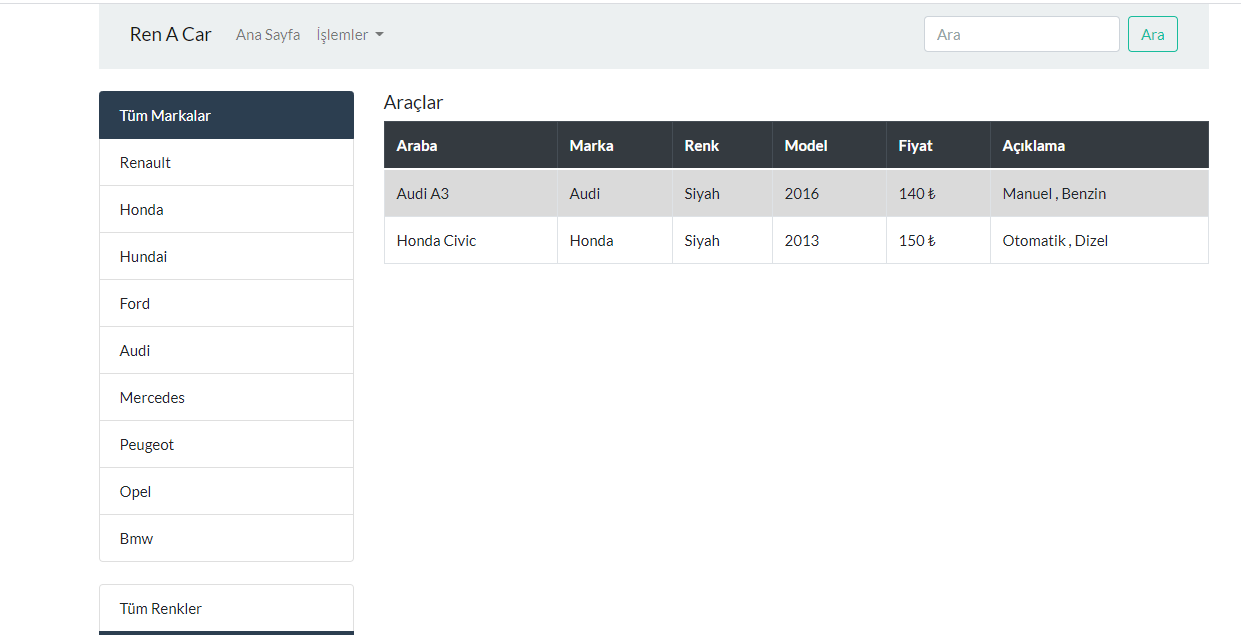 Ren A Car Ana Sayfa İşlemler Ara Ara
Tüm Markalar
Renault
Honda
Hundai
Ford
Audi
Mercedes
Peugeot
Opel
Bmw
Tüm Renkler
Araçlar
Araba Marka Renk Model Fiyat Açıklama
Audi A3 Audi Siyah 2016 140 ₺ Manuel , Benzin
Honda Civic Honda Siyah 2013 150 ₺ Otomatik , Dizel